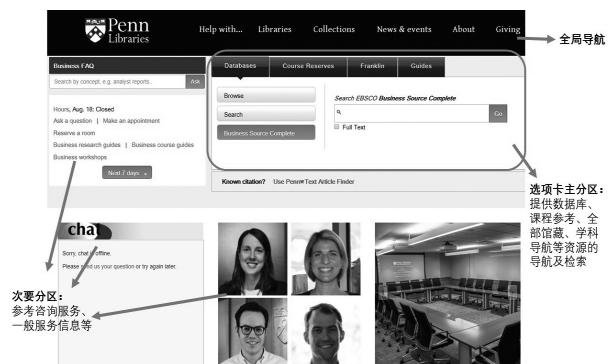 Penn
Libraries
Help with... Libraries Collections News & events About Giving
全局导航
Business FAQ
Search by concept, e.g. analyst reports.. Ask
Hours, Aug. 18: Closed
Ask a question | Make an appointment
Reserve a room
Business research guides | Business course guides
Business workshops
Next 7 days
Databases Course Reserves Franklin Guides
Browse
Search
Business Source Complete
Search EBSCO Business Source Complete
Go
Full Text
Known citation? Use PennText Article Finder
选项卡主分区：
提供数据库、
课程参考、全
部馆藏、学科
导航等资源的
导航及检索
chat
Sorry, chat is offline.
Please send us your question or try again later.
次要分区：
参考咨询服务、
一般服务信息等